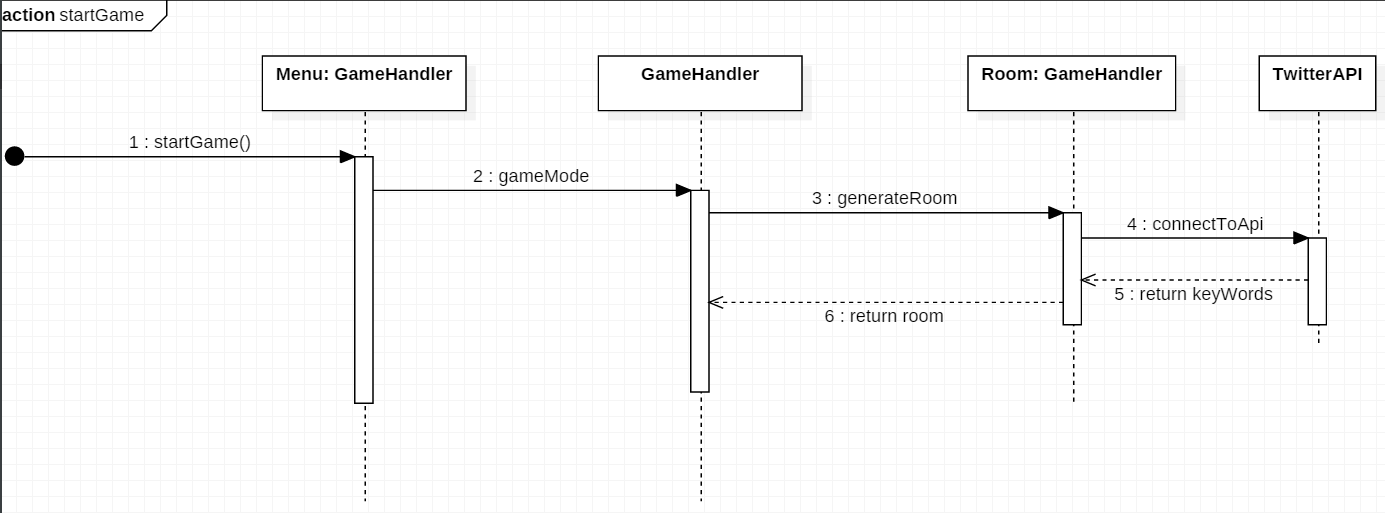 action startGame
Menu: GameHandler
GameHandler
Room: GameHandler
TwitterAPI
1 : startGame()
2 : gameMode
3 : generateRoom
4 : connectToApi
5 : return keyWords
6 : return room